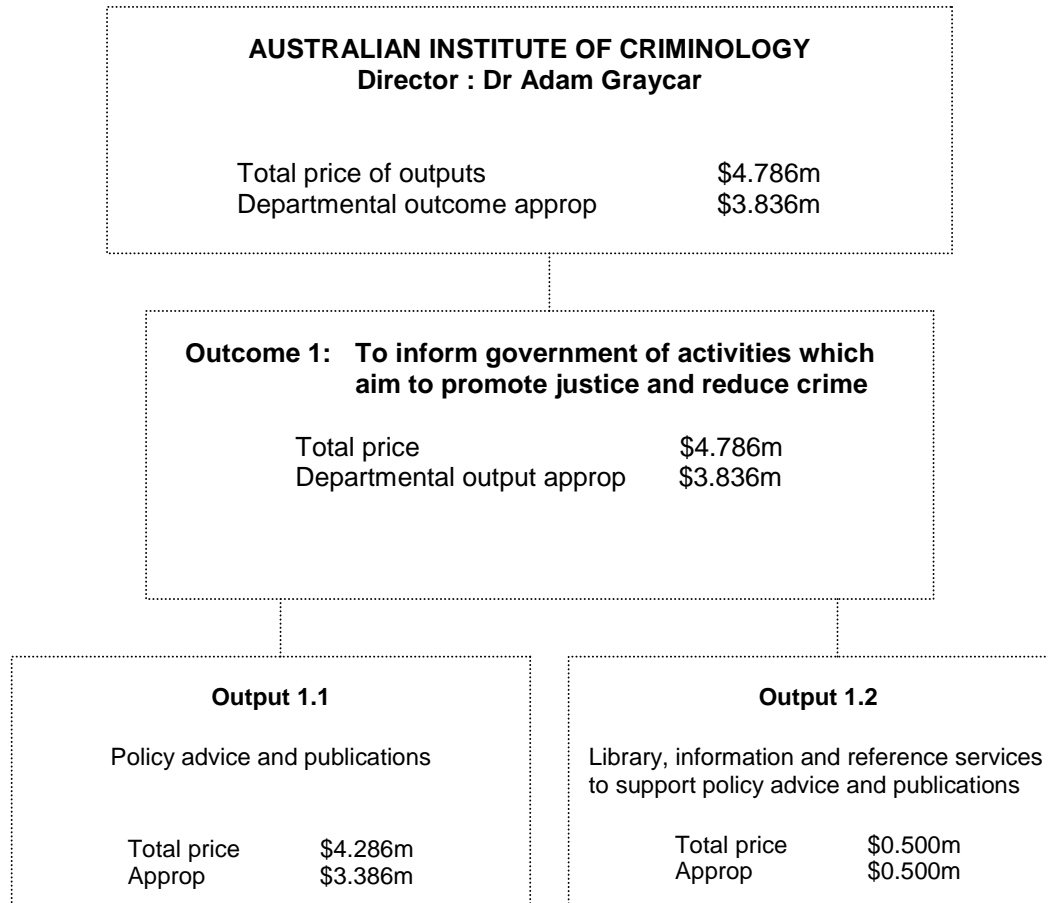 AUSTRALIAN INSTITUTE OF CRIMINOLOGY
Director : Dr Adam Graycar
Total price of outputs $4.786m
Departmental outcome approp $3.836m
Outcome 1: To inform government of activities which
aim to promote justice and reduce crime
Total price $4.786m
Departmental output approp $3.836m
Output 1.1
Policy advice and publications
Total price $4.286m
Approp $3.386m
Output 1.2
Library, information and reference services
to support policy advice and publications
Total price $0.500m
Approp $0.500m